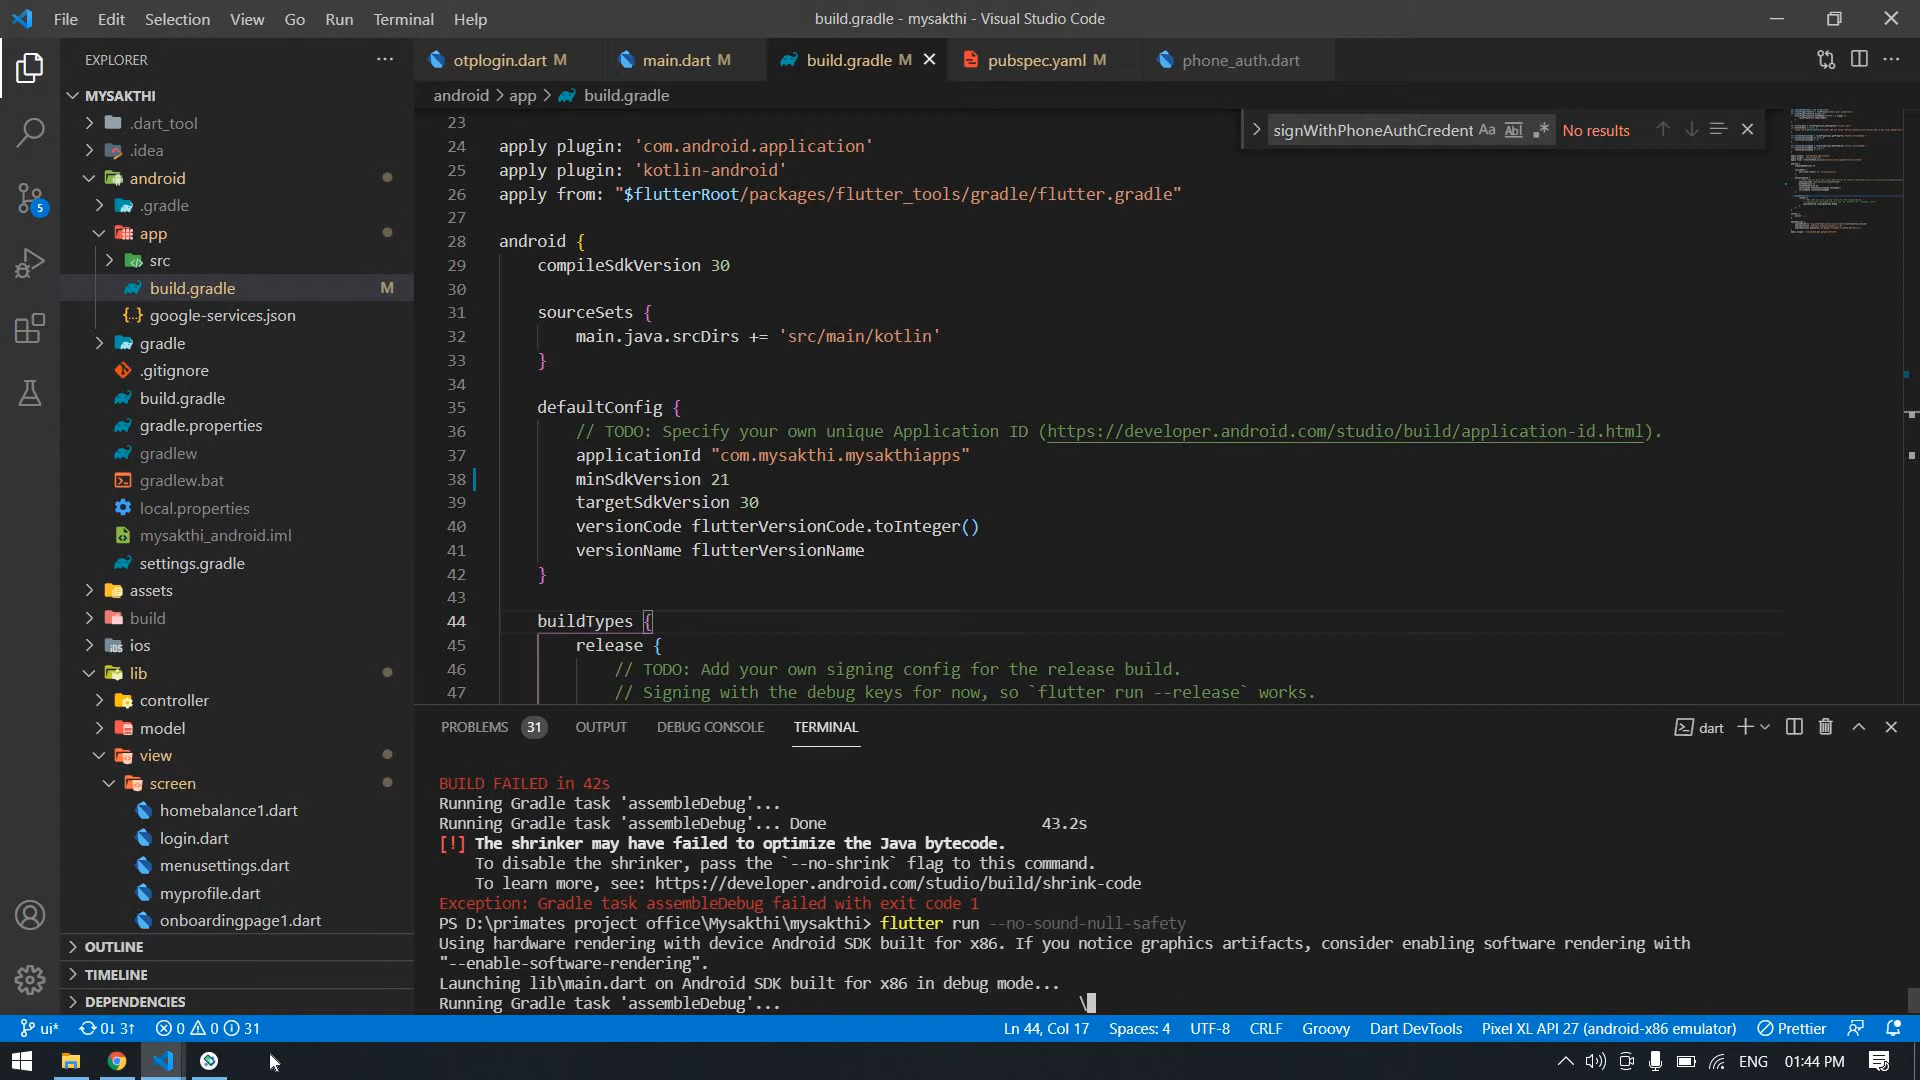 File Edit Selection View Go Run Terminal Help
build.gradle - mysakthi - Visual Studio Code
EXPLORER
otplogin.dart M
main.dart M
build.gradle M
pubspec.yaml M
phone_auth.dart
MYSAKTHI
android > app > build.gradle
.dart_tool
.idea
android
.gradle
app
src
build.gradle M
google-services.json
gradle
.gitignore
build.gradle
gradle.properties
gradlew
gradlew.bat
local.properties
mysakthi_android.iml
settings.gradle
assets
build
ios
lib
controller
model
view
screen
homebalance1.dart
login.dart
menusettings.dart
myprofile.dart
onboardingpage1.dart
OUTLINE
TIMELINE
DEPENDENCIES
5
signWithPhoneAuthCredent Aa Abl .* No results
23
24 apply plugin: 'com.android.application'
25 apply plugin: 'kotlin-android'
26 apply from: "$flutterRoot/packages/flutter_tools/gradle/flutter.gradle"
27
28 android {
29 compileSdkVersion 30
30
31 sourceSets {
32 main.java.srcDirs += 'src/main/kotlin'
33 }
34
35 defaultConfig {
36 // TODO: Specify your own unique Application ID (https://developer.android.com/studio/build/application-id.html).
37 applicationId "com.mysakthi.mysakthiapps"
38 minSdkVersion 21
39 targetSdkVersion 30
40 versionCode flutterVersionCode.toInteger()
41 versionName flutterVersionName
42 }
43
44 buildTypes {
45 release {
46 // TODO: Add your own signing config for the release build.
47 // Signing with the debug keys for now, so `flutter run --release` works.
PROBLEMS 31 OUTPUT DEBUG CONSOLE TERMINAL
dart
BUILD FAILED in 42s
Running Gradle task 'assembleDebug'...
Running Gradle task 'assembleDebug'... Done 43.2s
[!] The shrinker may have failed to optimize the Java bytecode.
To disable the shrinker, pass the `--no-shrink` flag to this command.
To learn more, see: https://developer.android.com/studio/build/shrink-code
Exception: Gradle task assembleDebug failed with exit code 1
PS D:\primates project office\Mysakthi\mysakthi> flutter run --no-sound-null-safety
Using hardware rendering with device Android SDK built for x86. If you notice graphics artifacts, consider enabling software rendering with
"--enable-software-rendering".
Launching lib\main.dart on Android SDK built for x86 in debug mode...
Running Gradle task 'assembleDebug'... \
ui* 0↓ 3↑ 0 0 31
Ln 44, Col 17 Spaces: 4 UTF-8 CRLF Groovy Dart DevTools Pixel XL API 27 (android-x86 emulator) Prettier
ENG 01:44 PM